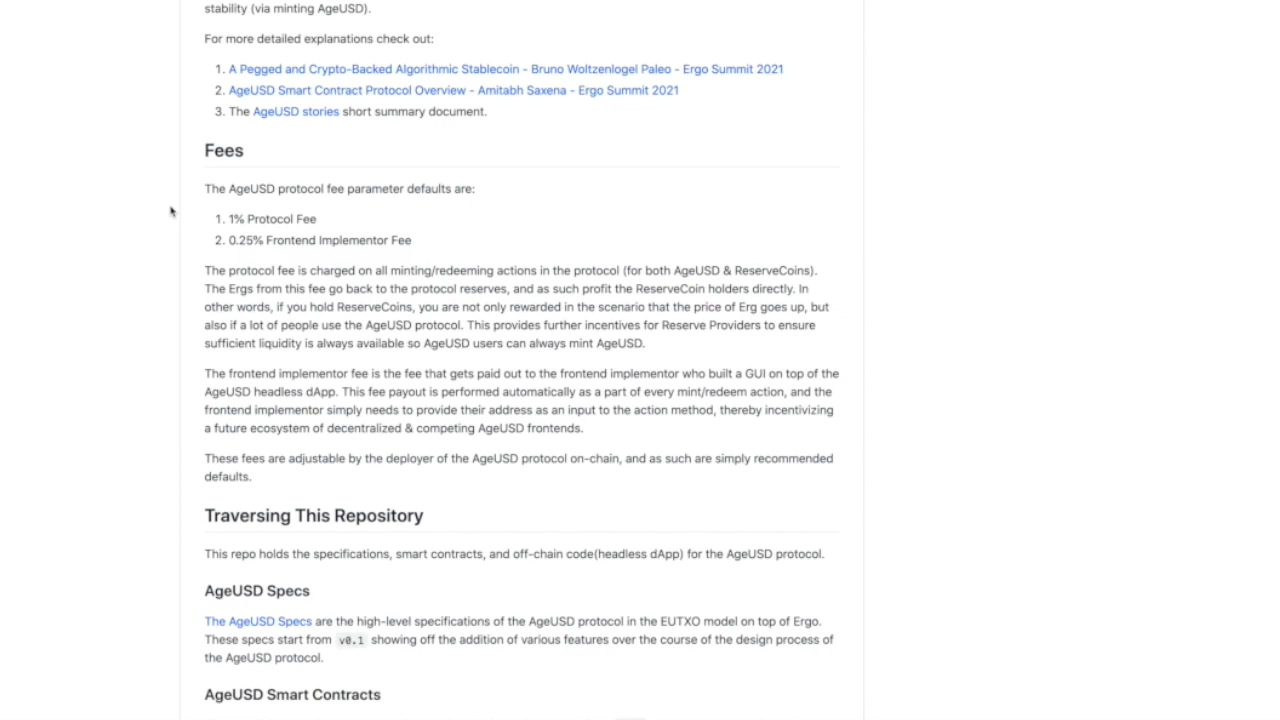 stability (via minting AgeUSD).
For more detailed explanations check out:
1. A Pegged and Crypto-Backed Algorithmic Stablecoin - Bruno Woltzenlogel Paleo - Ergo Summit 2021
2. AgeUSD Smart Contract Protocol Overview - Amitabh Saxena - Ergo Summit 2021
3. The AgeUSD stories short summary document.
Fees
The AgeUSD protocol fee parameter defaults are:
1. 1% Protocol Fee
2. 0.25% Frontend Implementor Fee
The protocol fee is charged on all minting/redeeming actions in the protocol (for both AgeUSD & ReserveCoins).
The Ergs from this fee go back to the protocol reserves, and as such profit the ReserveCoin holders directly. In
other words, if you hold ReserveCoins, you are not only rewarded in the scenario that the price of Erg goes up, but
also if a lot of people use the AgeUSD protocol. This provides further incentives for Reserve Providers to ensure
sufficient liquidity is always available so AgeUSD users can always mint AgeUSD.
The frontend implementor fee is the fee that gets paid out to the frontend implementor who built a GUI on top of the
AgeUSD headless dApp. This fee payout is performed automatically as a part of every mint/redeem action, and the
frontend implementor simply needs to provide their address as an input to the action method, thereby incentivizing
a future ecosystem of decentralized & competing AgeUSD frontends.
These fees are adjustable by the deployer of the AgeUSD protocol on-chain, and as such are simply recommended
defaults.
Traversing This Repository
This repo holds the specifications, smart contracts, and off-chain code(headless dApp) for the AgeUSD protocol.
AgeUSD Specs
The AgeUSD Specs are the high-level specifications of the AgeUSD protocol in the EUTXO model on top of Ergo.
These specs start from v0.1 showing off the addition of various features over the course of the design process of
the AgeUSD protocol.
AgeUSD Smart Contracts